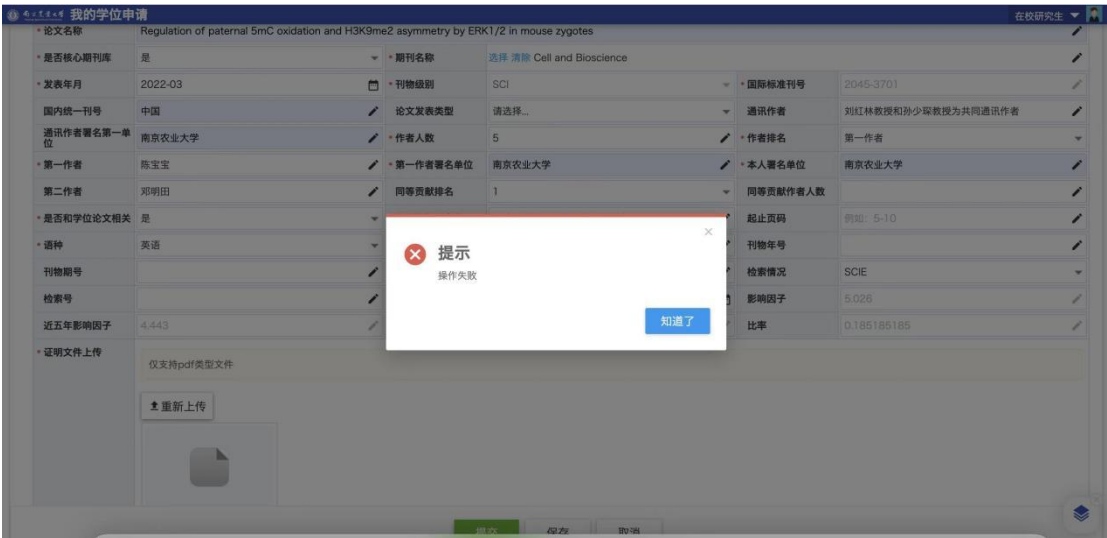 我的学位申请 在校研究生
* 论文名称 Regulation of paternal 5mC oxidation and H3K9me2 asymmetry by ERK1/2 in mouse zygotes
* 是否核心期刊库 是 * 期刊名称 选择 清除 Cell and Bioscience
* 发表年月 2022-03 * 刊物级别 SCI * 国际标准刊号 2045-3701
国内统一刊号 中国 论文发表类型 请选择... 通讯作者 刘红林教授和孙少琛教授为共同通讯作者
通讯作者署名第一单位 南京农业大学 * 作者人数 5 * 作者排名 第一作者
* 第一作者 陈宝宝 * 第一作者署名单位 南京农业大学 * 本人署名单位 南京农业大学
第二作者 邓明田 同等贡献排名 1 同等贡献作者人数
* 是否和学位论文相关 是 起止页码 例如：5-10
* 语种 英语 刊物年号
刊物期号 检索情况 SCIE
检索号 影响因子 5.026
近五年影响因子 4.443 比率 0.185185185
提示
操作失败
知道了
* 证明文件上传
仅支持pdf类型文件
重新上传
提交 保存 取消